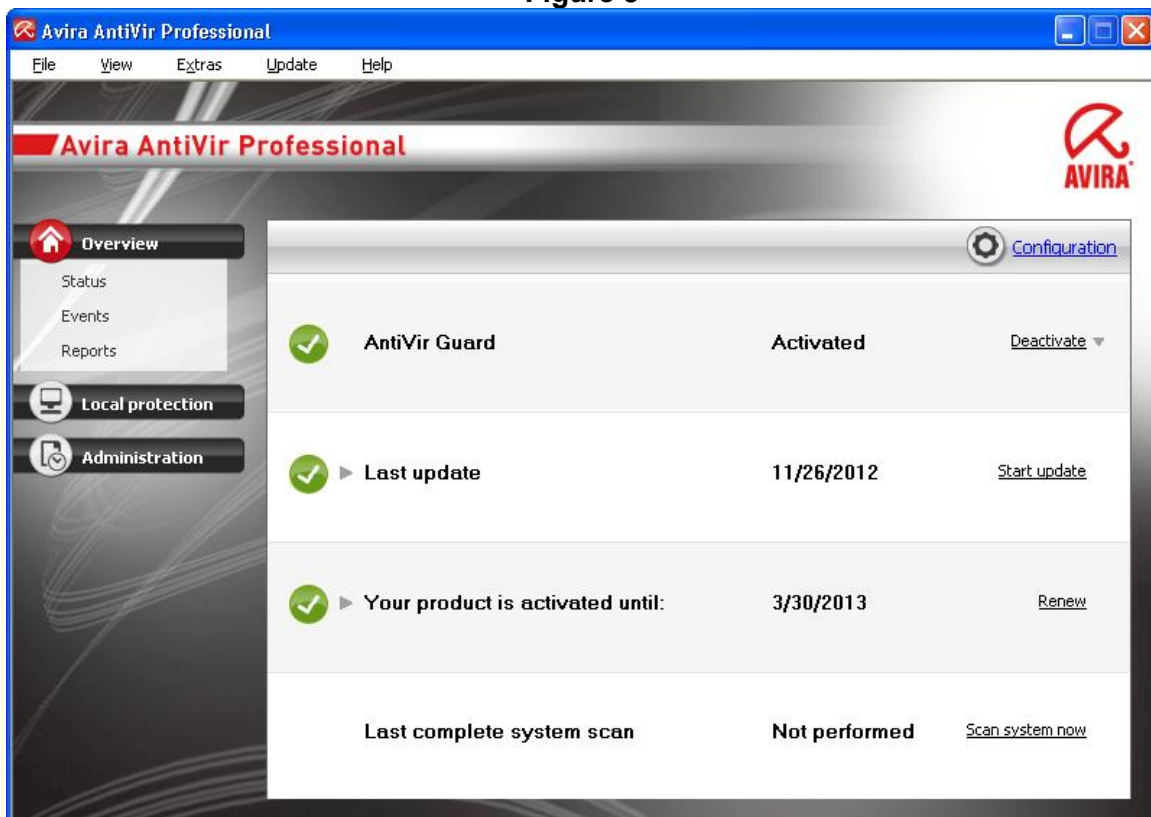 Avira AntiVir Professional
File View Extras Update Help
Avira AntiVir Professional
AVIRA
Overview
Configuration
Status
Events
Reports
AntiVir Guard Activated Deactivate
Local protection
Administration
Last update 11/26/2012 Start update
Your product is activated until: 3/30/2013 Renew
Last complete system scan Not performed Scan system now